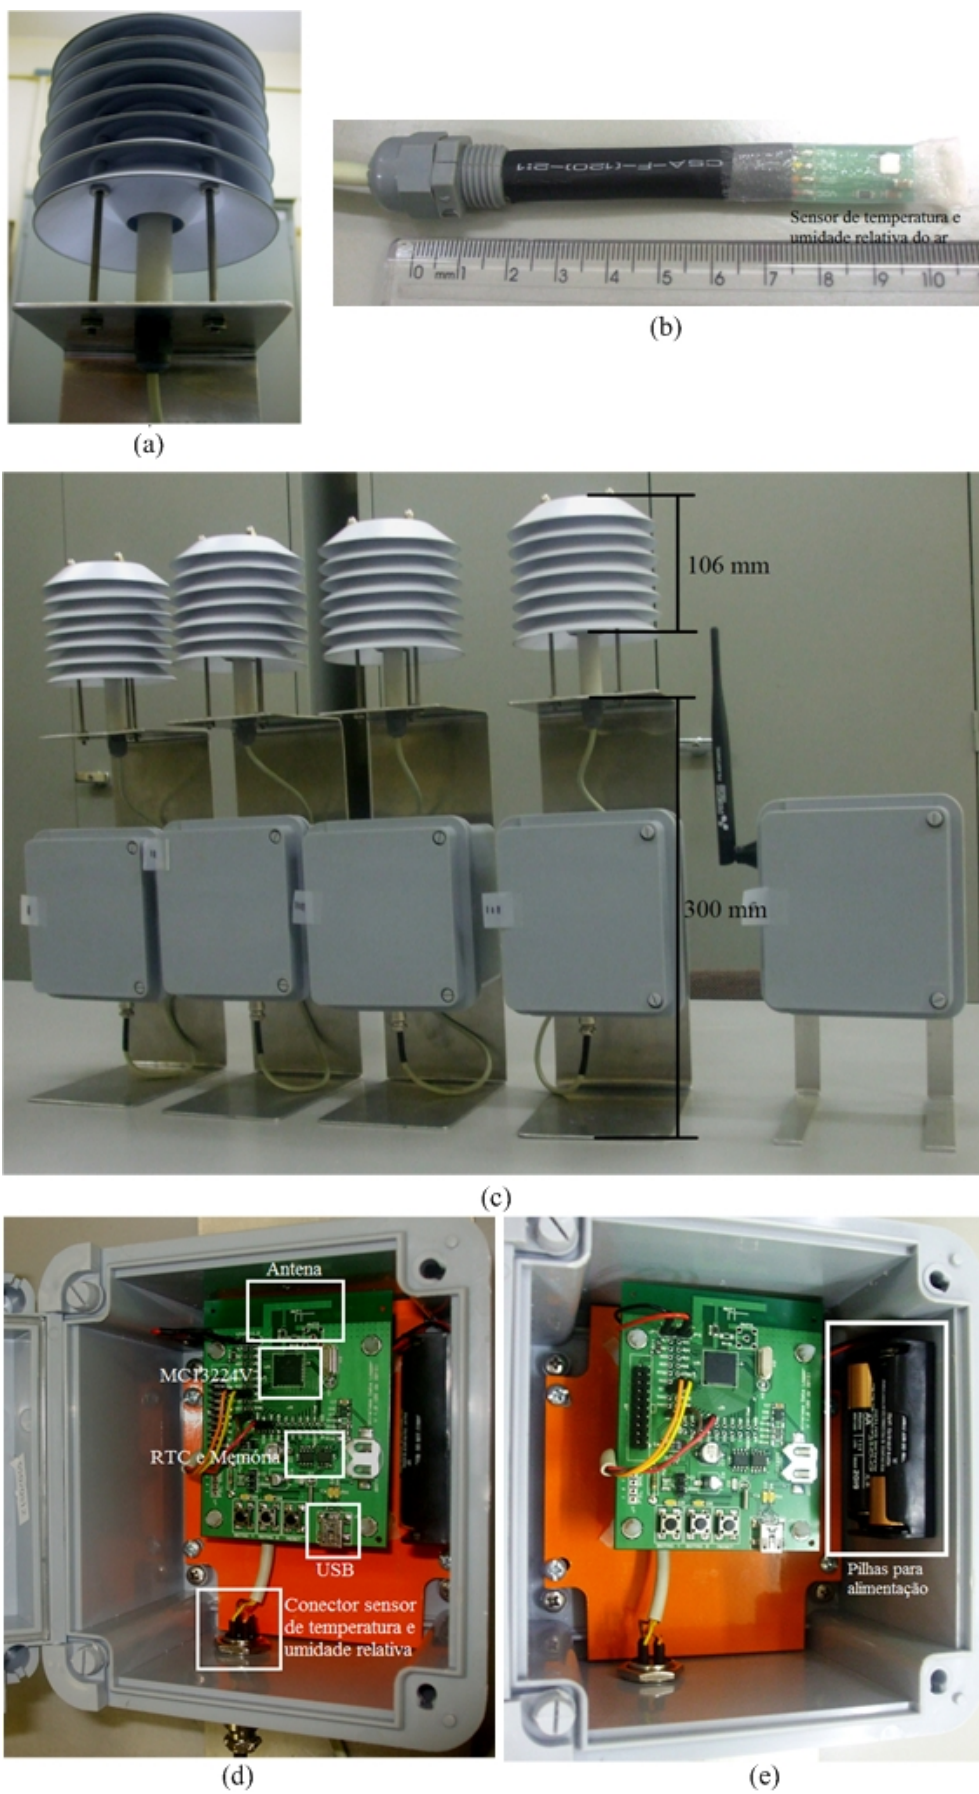 (a)
CSA-F-(120)-2:1
Sensor de temperatura e
umidade relativa do ar
0 mm 1 2 3 4 5 6 7 8 9 10
(b)
106 mm
300 mm
(c)
Antena
MC13224V
RTC e Memória
USB
Conector sensor
de temperatura e
umidade relativa
(d)
Pilhas para
alimentação
(e)